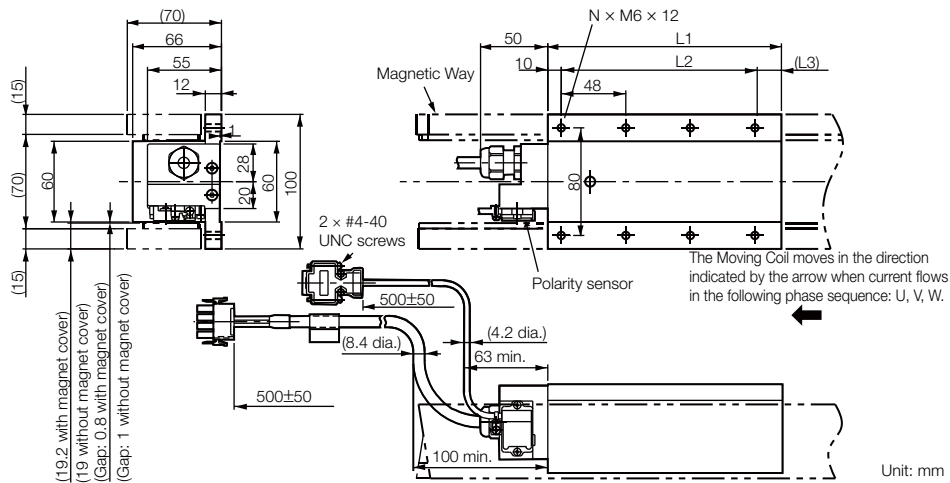 (70)
66
55
12
1
(15)
(70)
60
(15)
28
20
60
100
50
N × M6 × 12
L1
10
L2
(L3)
48
Magnetic Way
80
2 × #4-40
UNC screws
Polarity sensor
The Moving Coil moves in the direction
indicated by the arrow when current flows
in the following phase sequence: U, V, W.
500±50
(4.2 dia.)
(8.4 dia.)
63 min.
500±50
100 min.
(19.2 with magnet cover)
(19 without magnet cover)
(Gap: 0.8 with magnet cover)
(Gap: 1 without magnet cover)
Unit: mm